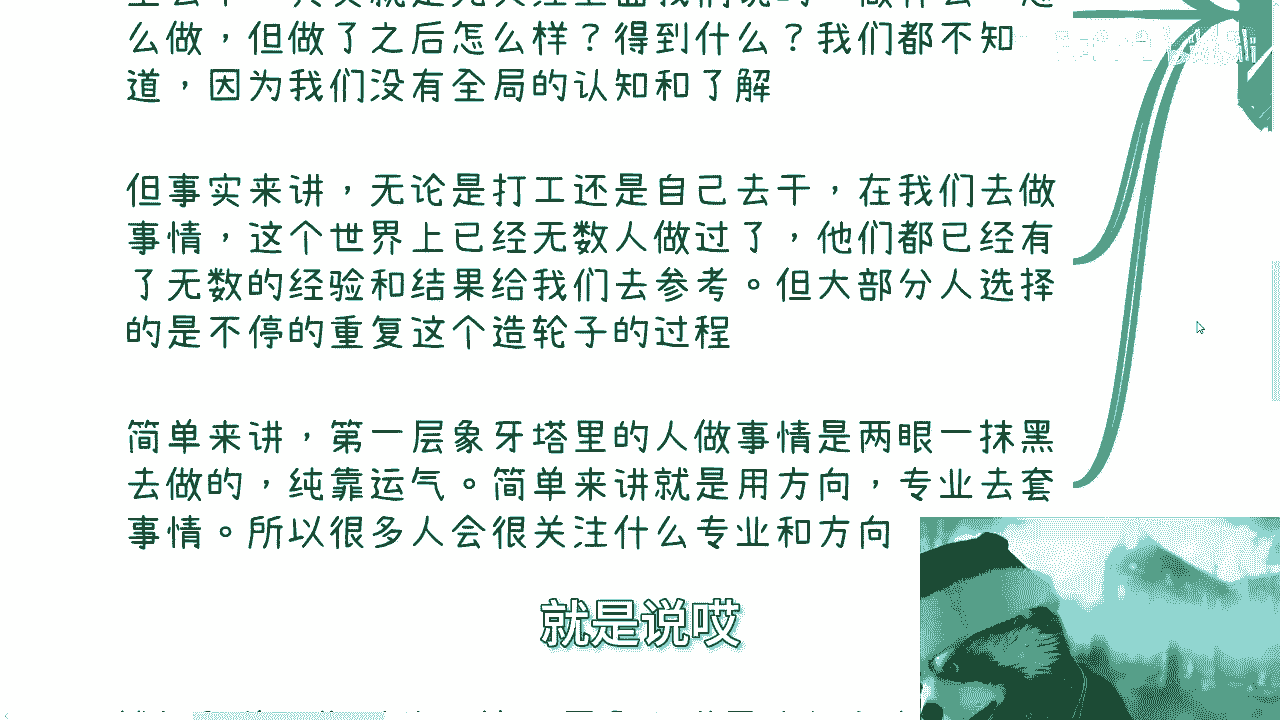 么做，但做了之后怎么样？得到什么？我们都不知
道，因为我们没有全局的认知和了解
但事实来讲，无论是打工还是自己去干，在我们去做
事情，这个世界上已经无数人做过了，他们都已经有
了无数的经验和结果给我们去参考。但大部分人选择
的是不停的重复这个造轮子的过程
简单来讲，第一层象牙塔里的人做事情是两眼一抹黑
去做的，纯靠运气。简单来讲就是用方向，专业去套
事情。所以很多人会很关注什么专业和方向
就是说哎